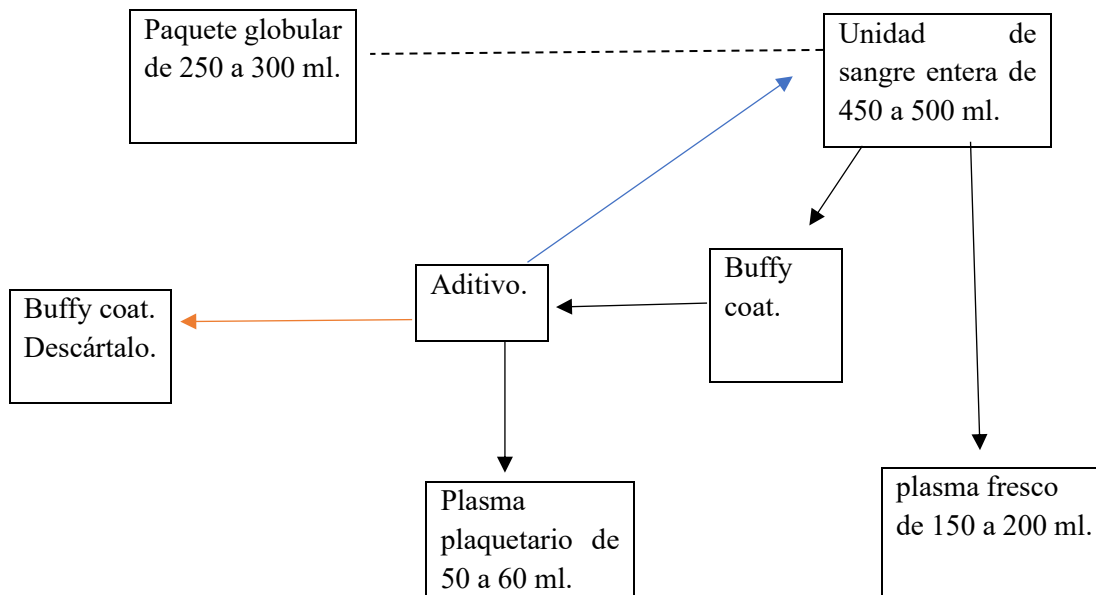 Paquete globular
de 250 a 300 ml.
Unidad de
sangre entera de
450 a 500 ml.
Aditivo.
Buffy
coat.
Buffy coat.
Descártalo.
Plasma
plaquetario de
50 a 60 ml.
plasma fresco
de 150 a 200 ml.